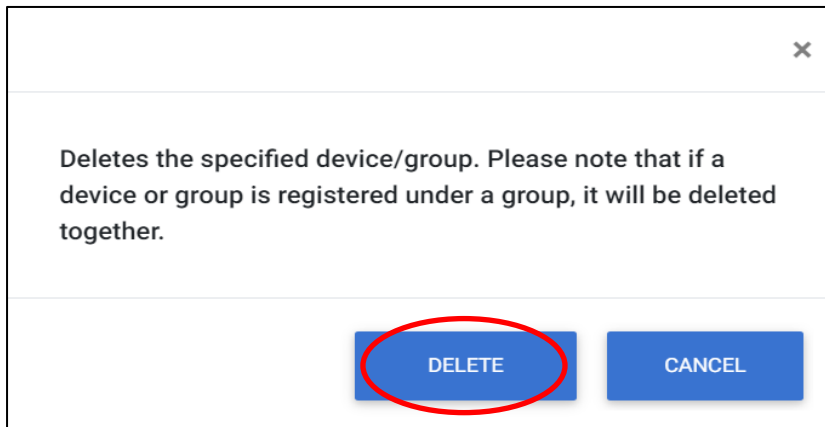 ×
Deletes the specified device/group. Please note that if a
device or group is registered under a group, it will be deleted
together.
DELETE
CANCEL